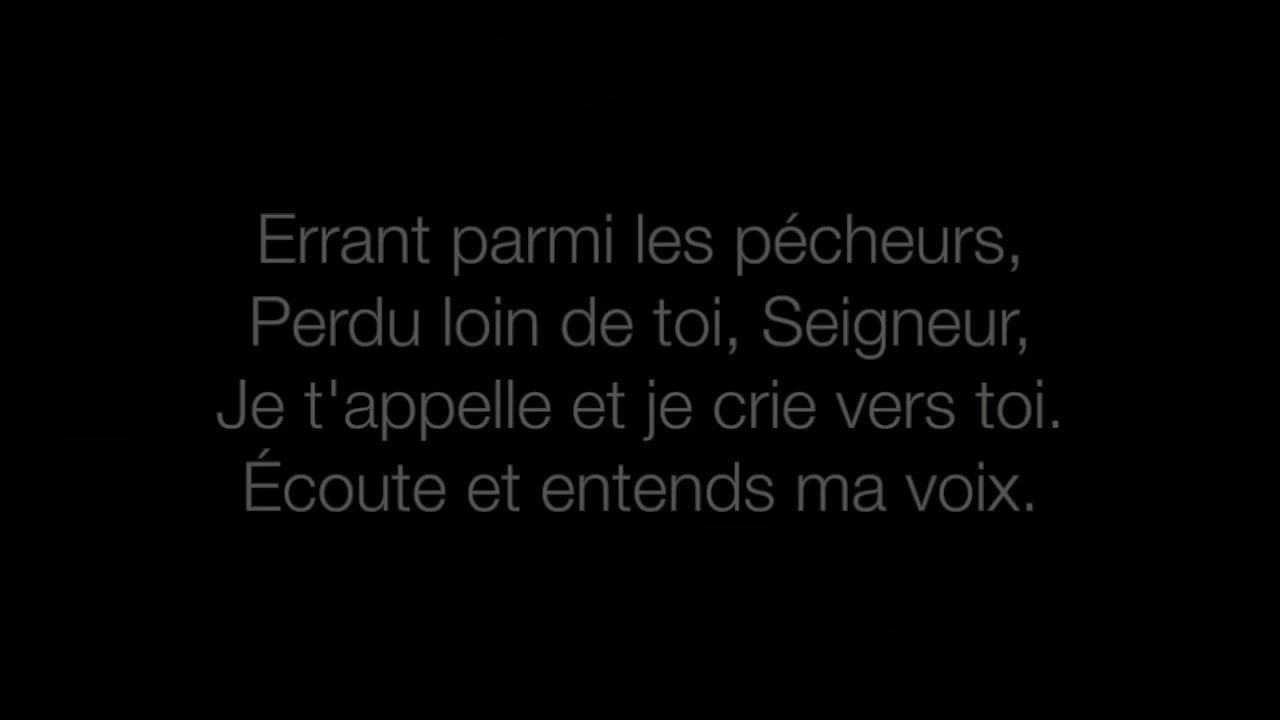 Errant parmi les pécheurs,
Perdu loin de toi, Seigneur,
Je t'appelle et je crie vers toi.
Écoute et entends ma voix.